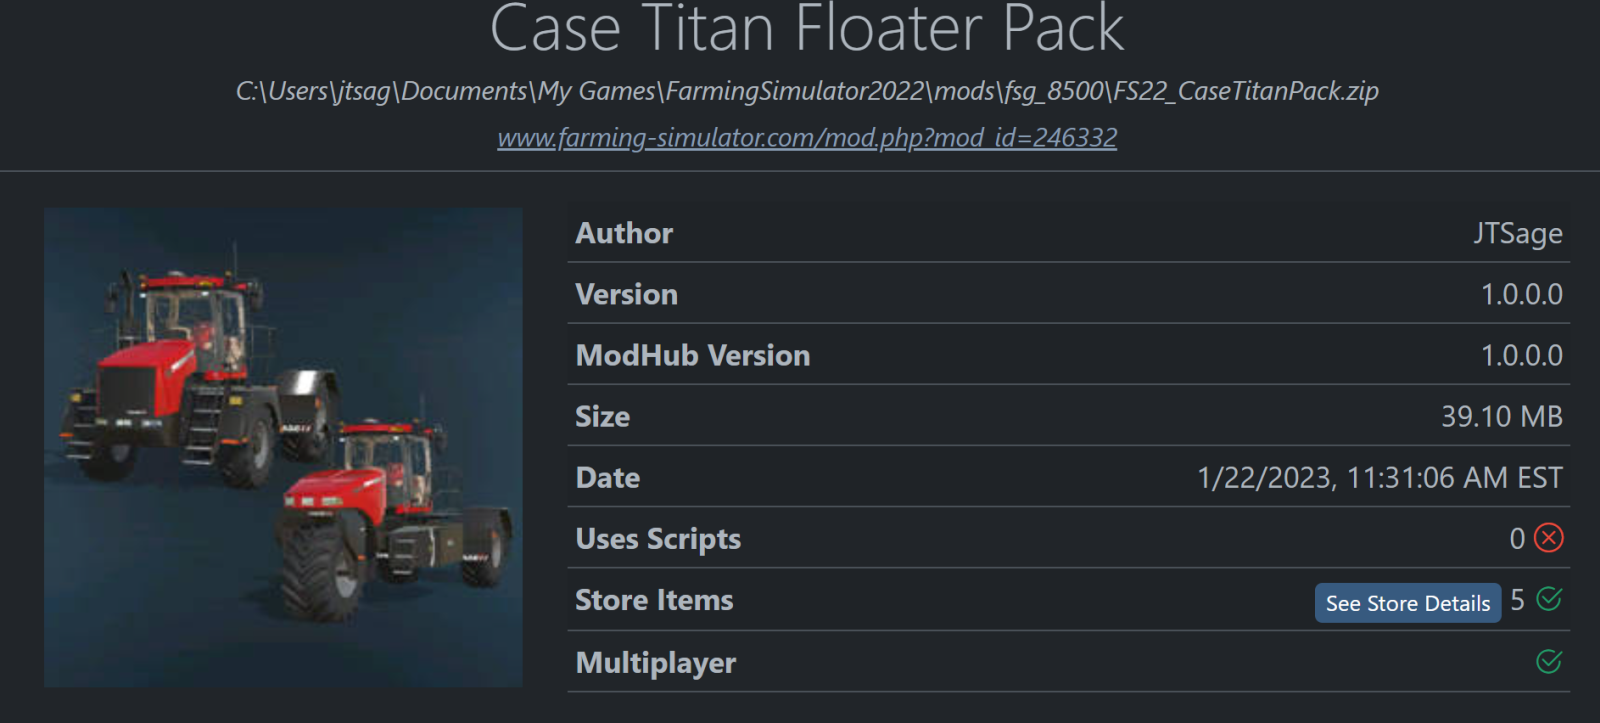 Case Titan Floater Pack
C:\Users\jtsag\Documents\My Games\FarmingSimulator2022\mods\fsg_8500\FS22_CaseTitanPack.zip
www.farming-simulator.com/mod.php?mod_id=246332
Author JTSage
Version 1.0.0.0
ModHub Version 1.0.0.0
Size 39.10 MB
Date 1/22/2023, 11:31:06 AM EST
Uses Scripts 0
Store Items See Store Details 5
Multiplayer